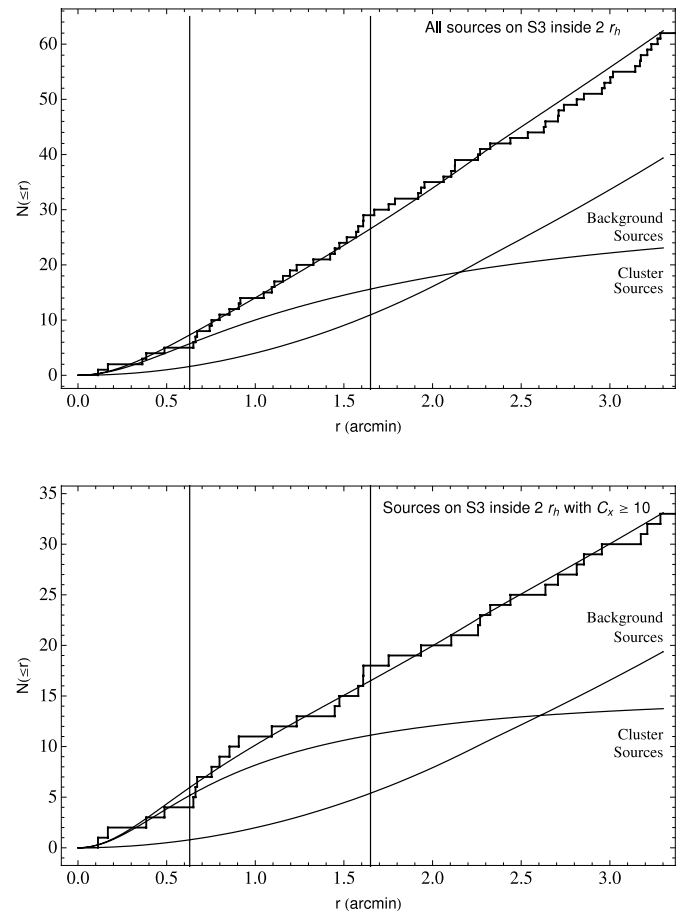 All sources on S3 inside 2 r_h
60
50
40
30
20
10
0
N(≤r)
Background
Sources
Cluster
Sources
0.0 0.5 1.0 1.5 2.0 2.5 3.0
r (arcmin)
Sources on S3 inside 2 r_h with C_x ≥ 10
35
30
25
20
15
10
5
0
N(≤r)
Background
Sources
Cluster
Sources
0.0 0.5 1.0 1.5 2.0 2.5 3.0
r (arcmin)